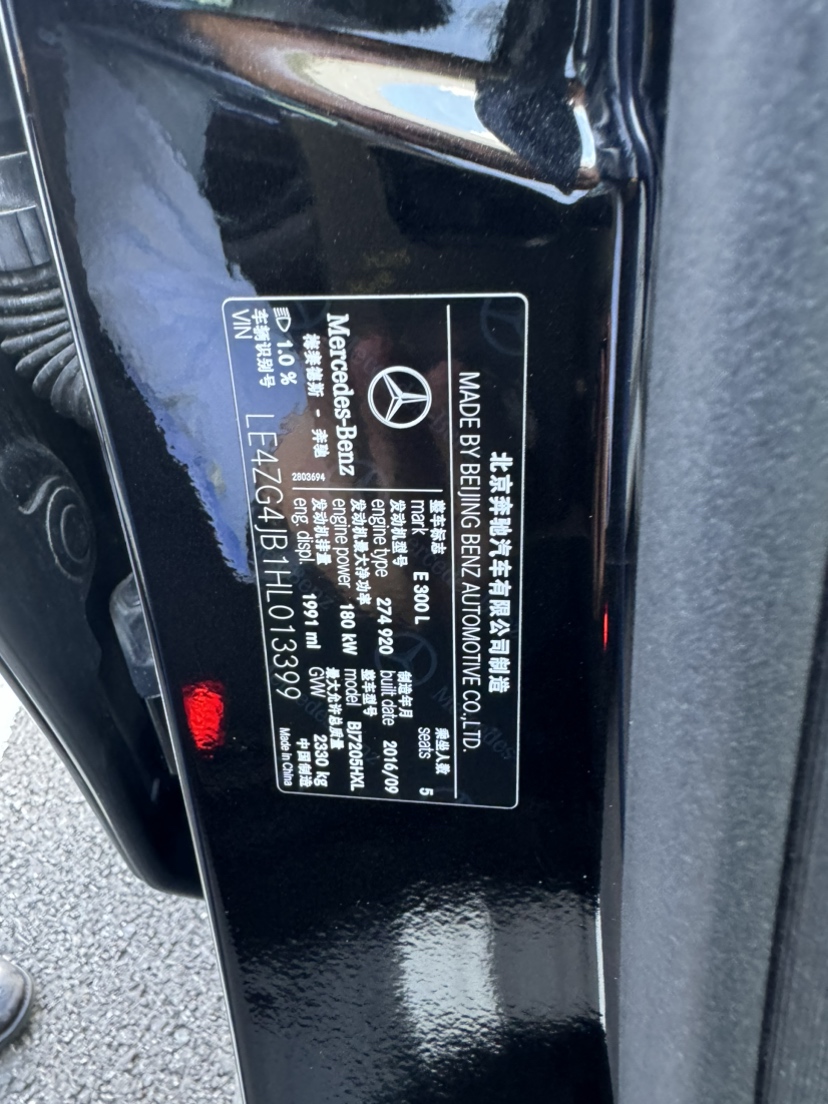 北京奔驰汽车有限公司制造
MADE BY BEIJING BENZ AUTOMOTIVE CO.,LTD.
Mercedes-Benz
梅赛德斯 - 奔驰
2803694
1.0 %
整车标志
mark E 300 L
乘坐人数
seats 5
发动机型号
engine type 274 920
制造年月
built date 2016/09
发动机最大净功率
engine power 180 kW
整车型号
model BJ7205HXL
发动机排量
eng. displ. 1991 ml
最大允许总质量
GVW 2330 kg
车辆识别号
VIN LE4ZG4JB1HL013399
中国制造
Made in China